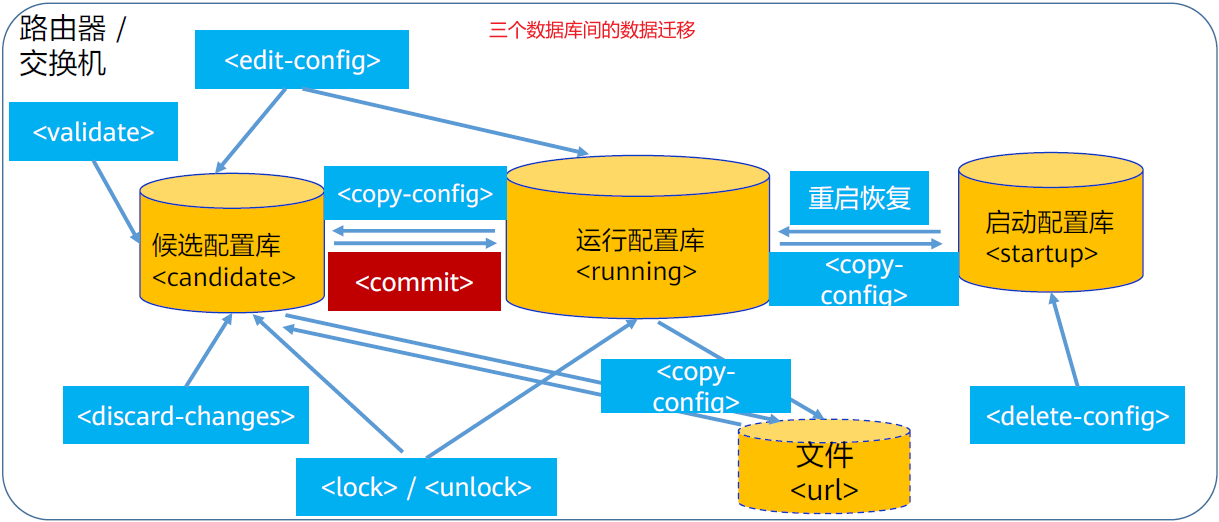 路由器 /
交换机
三个数据库间的数据迁移
<edit-config>
<validate>
<copy-config>
重启恢复
候选配置库
<candidate>
运行配置库
<running>
启动配置库
<startup>
<commit>
<copy-
config>
<copy-
config>
<discard-changes>
<delete-config>
<lock> / <unlock>
文件
<url>